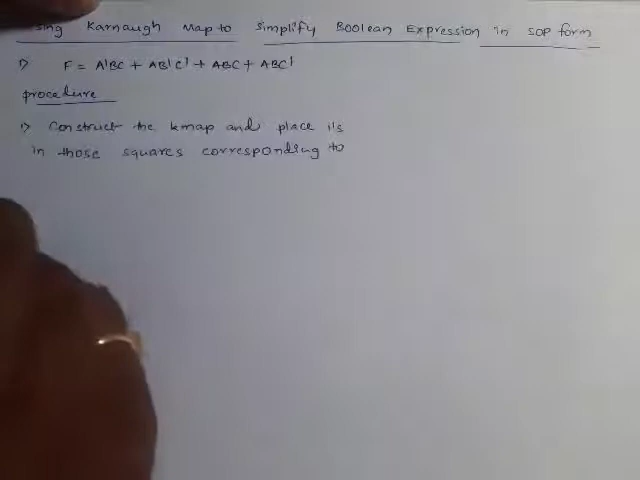 sing Karnaugh Map to Simplify Boolean Expression in SOP form
1) F = A'BC + AB'C' + ABC + ABC'
procedure
1) Construct the kmap and place 1's
in those squares corresponding to